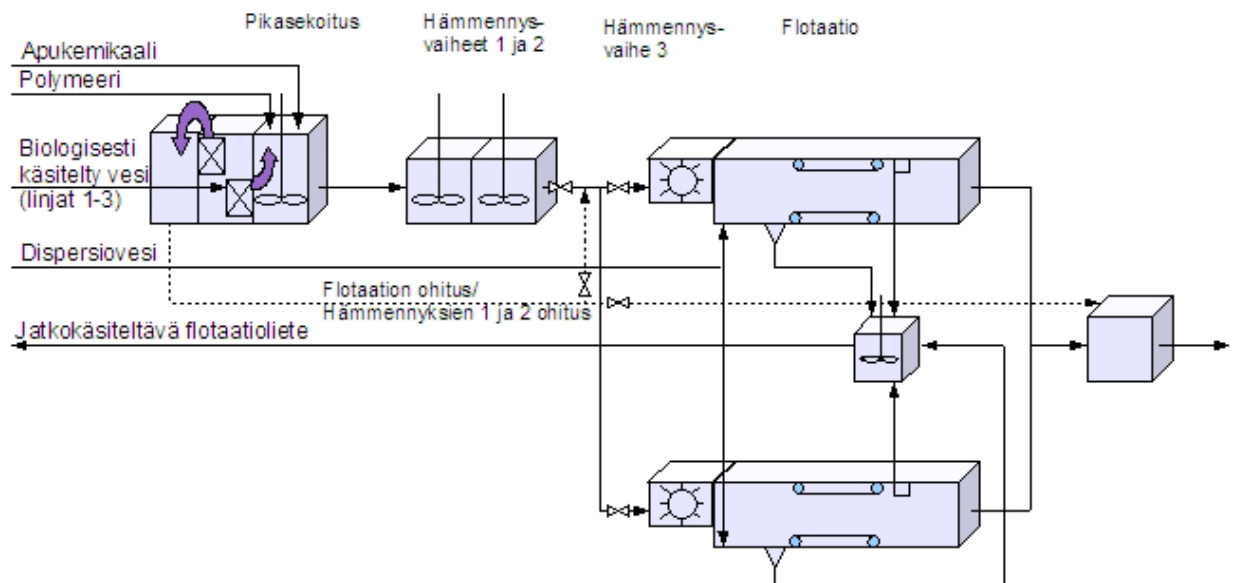 Pikasekoitus
Hämmennys-
vaiheet 1 ja 2
Hämmennys-
vaihe 3
Flotaatio
Apukemikaali
Polymeeri
Biologisesti
käsitelty vesi
(linjat 1-3)
Dispersiovesi
Flotaation ohitus/
Hämmennyksien 1 ja 2 ohitus
Jatkokäsiteltävä flotaatioliete